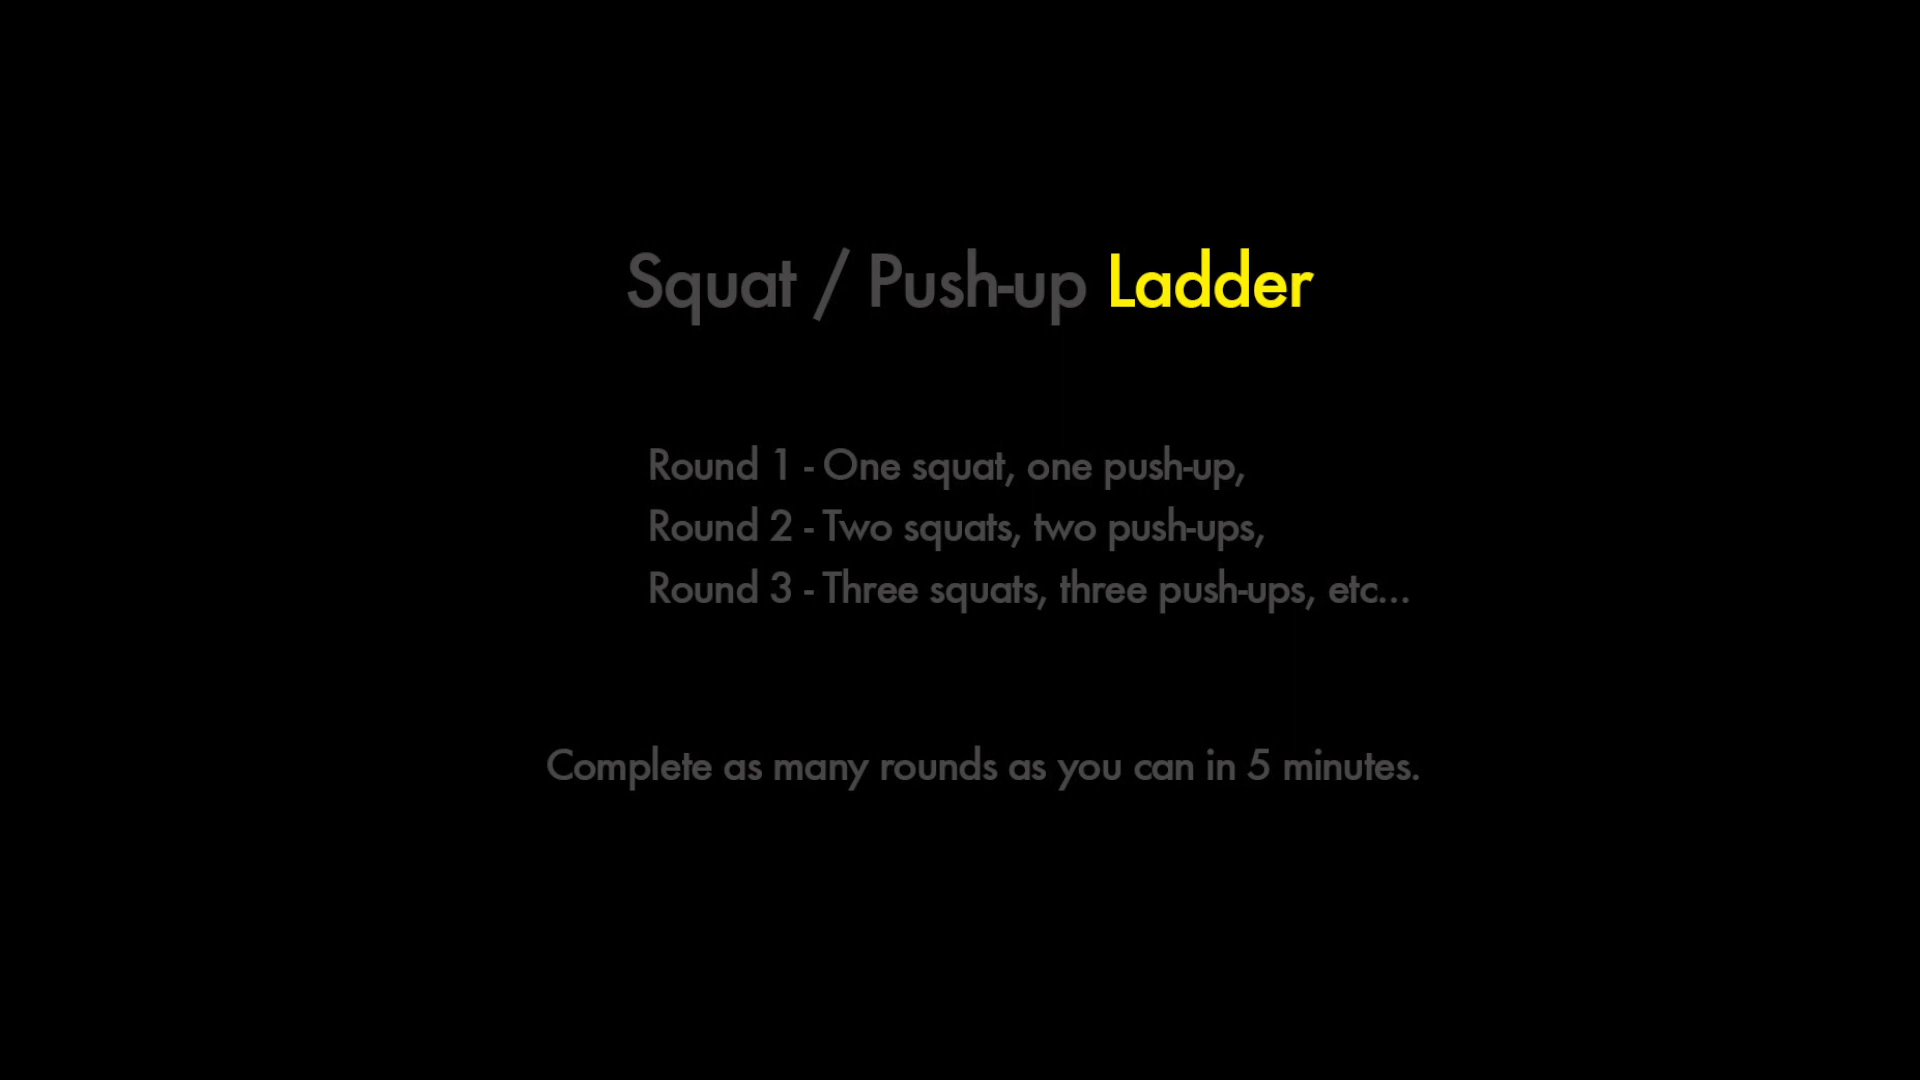 Squat / Push-up Ladder
Round 1 - One squat, one push-up,
Round 2 - Two squats, two push-ups,
Round 3 - Three squats, three push-ups, etc...
Complete as many rounds as you can in 5 minutes.